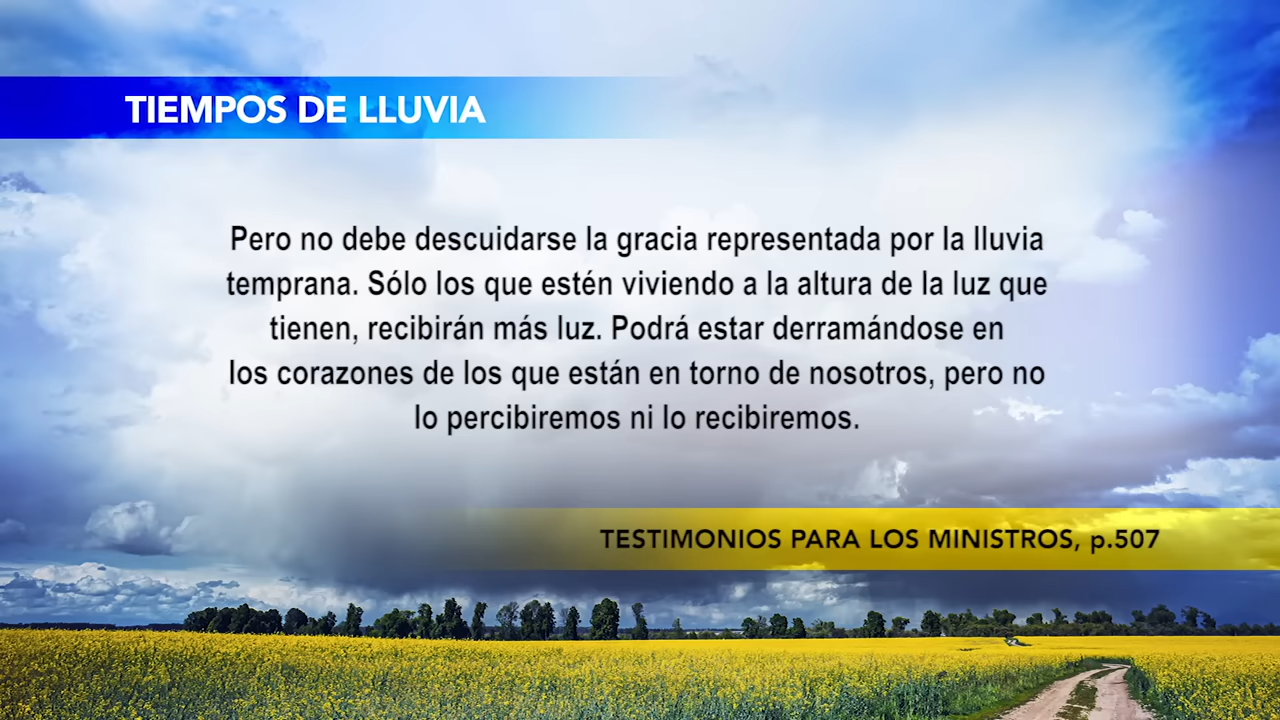 TIEMPOS DE LLUVIA
Pero no debe descuidarse la gracia representada por la lluvia
temprana. Sólo los que estén viviendo a la altura de la luz que
tienen, recibirán más luz. Podrá estar derramándose en
los corazones de los que están en torno de nosotros, pero no
lo percibiremos ni lo recibiremos.
TESTIMONIOS PARA LOS MINISTROS, p.507